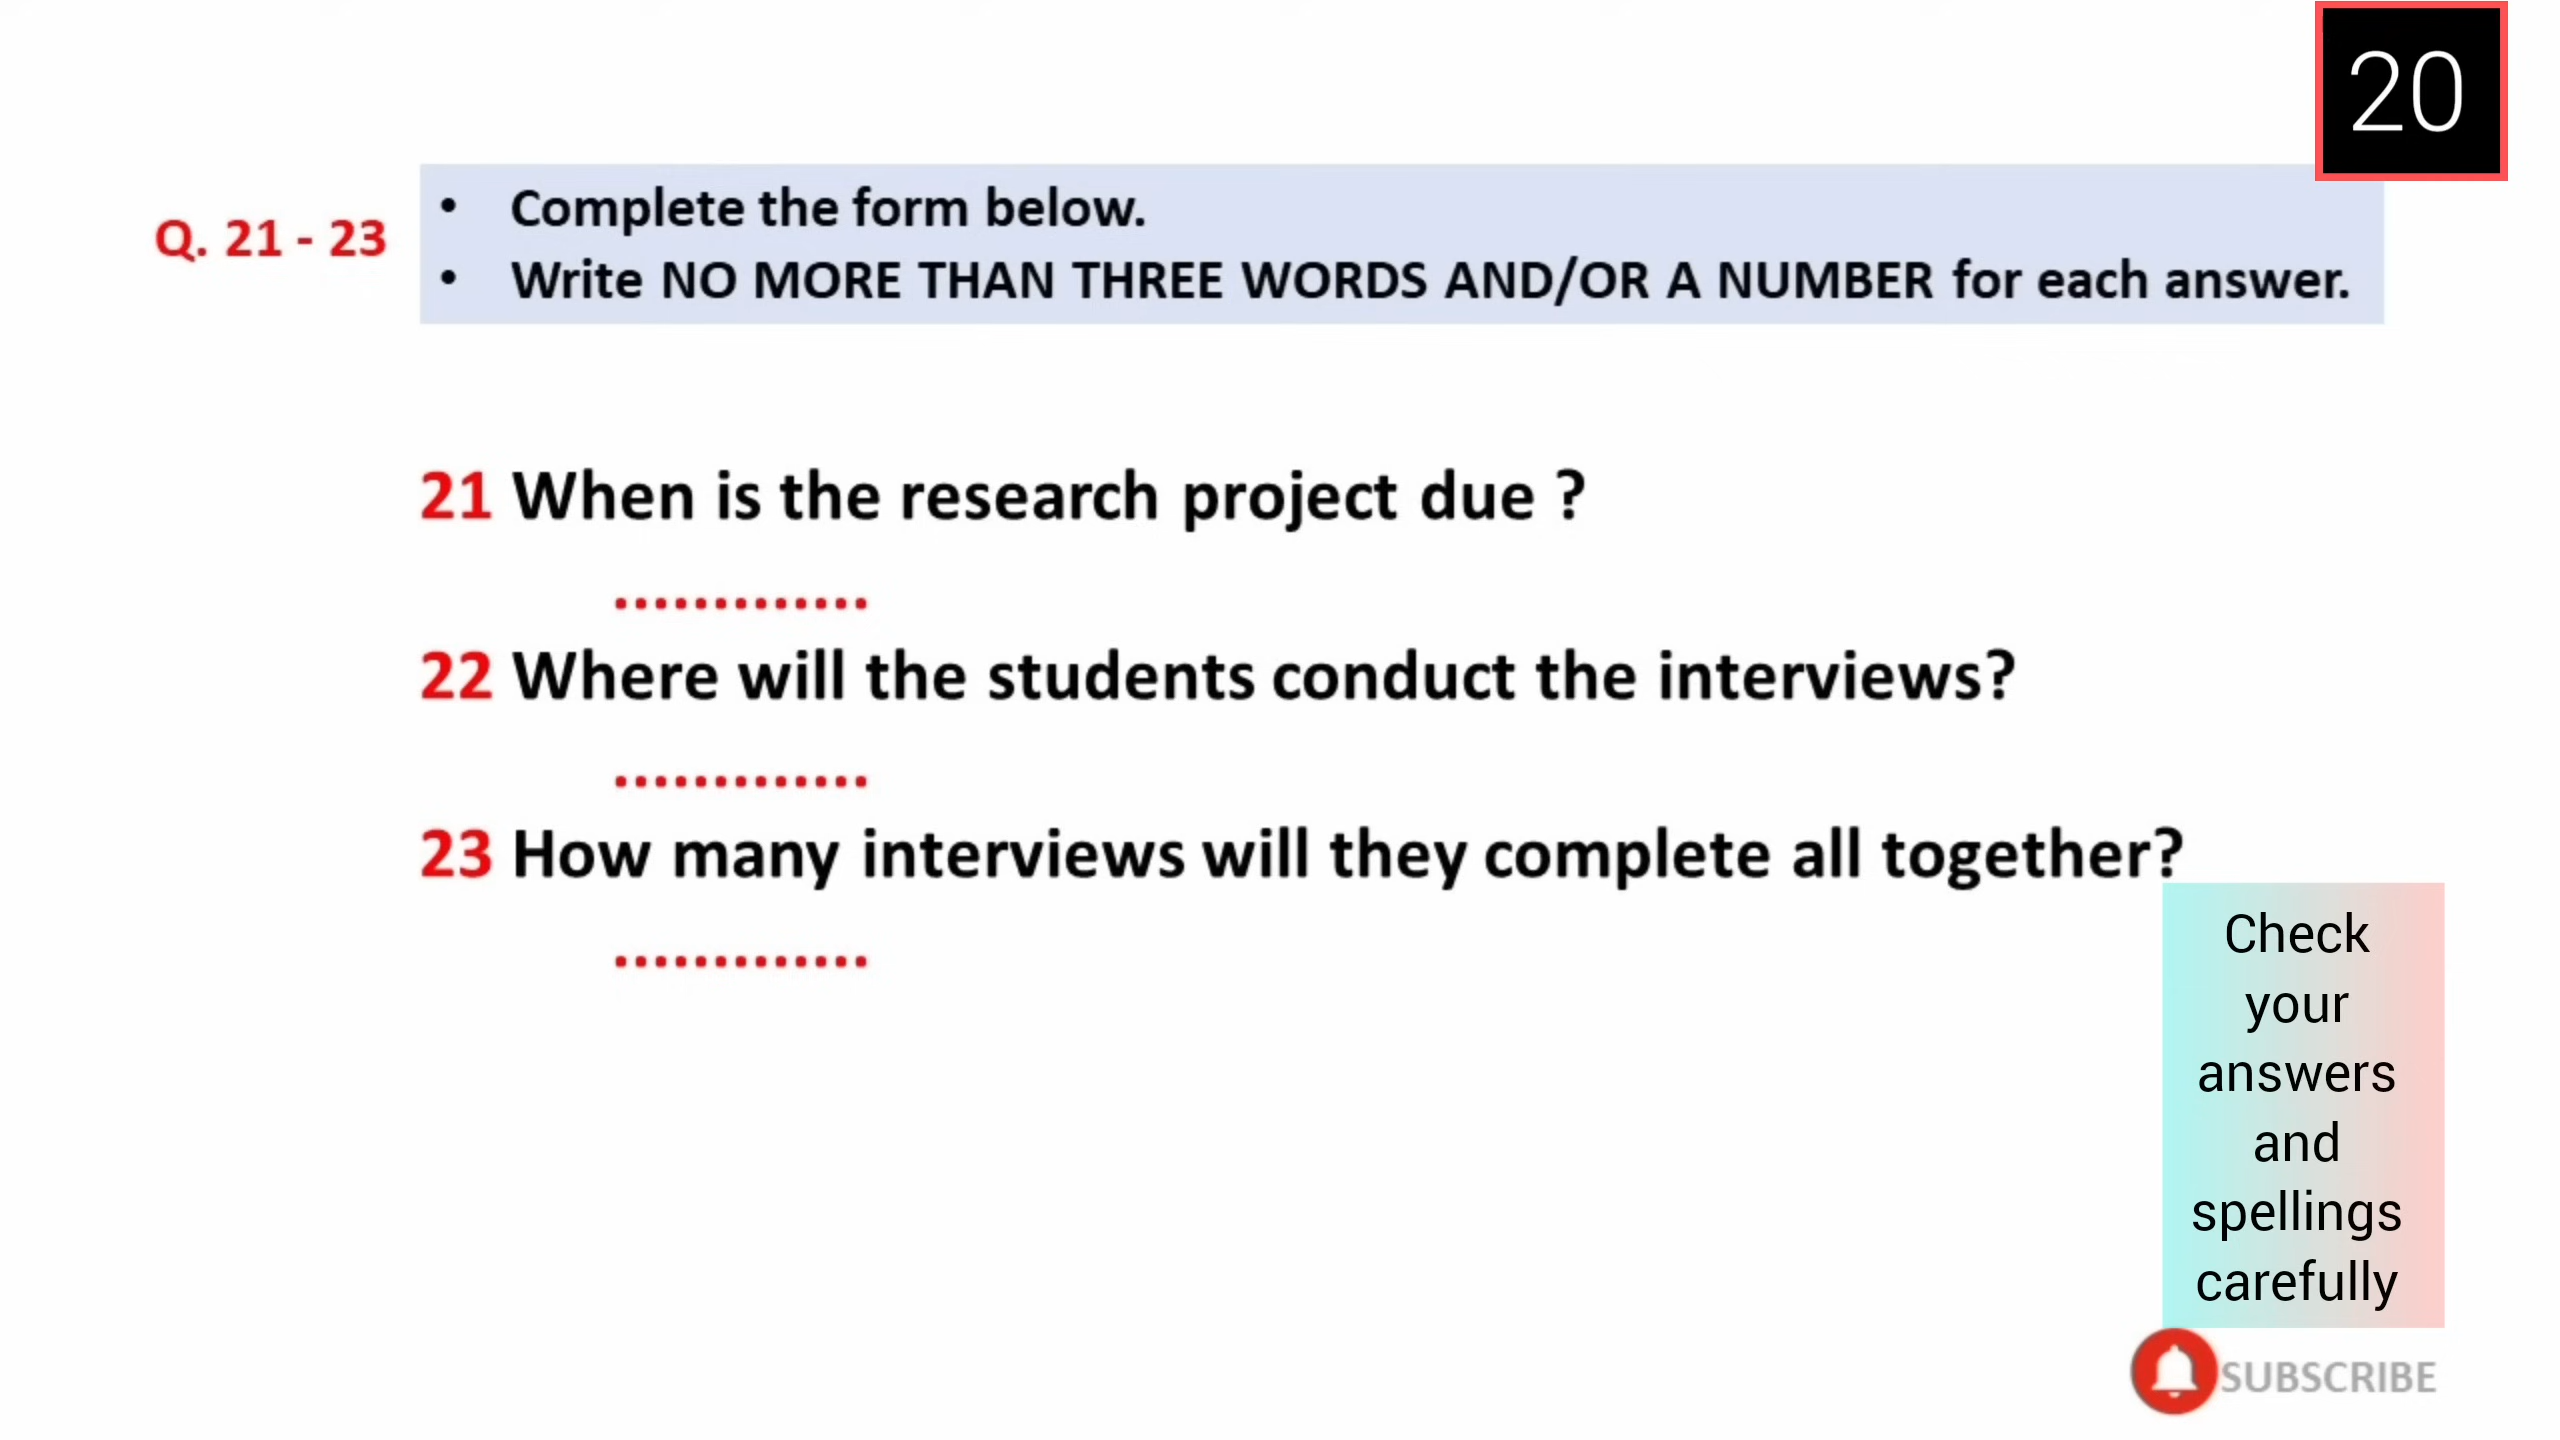 20
Q. 21 - 23
• Complete the form below.
• Write NO MORE THAN THREE WORDS AND/OR A NUMBER for each answer.
21 When is the research project due ?
.............
22 Where will the students conduct the interviews?
.............
23 How many interviews will they complete all together?
.............
Check
your
answers
and
spellings
carefully
SUBSCRIBE